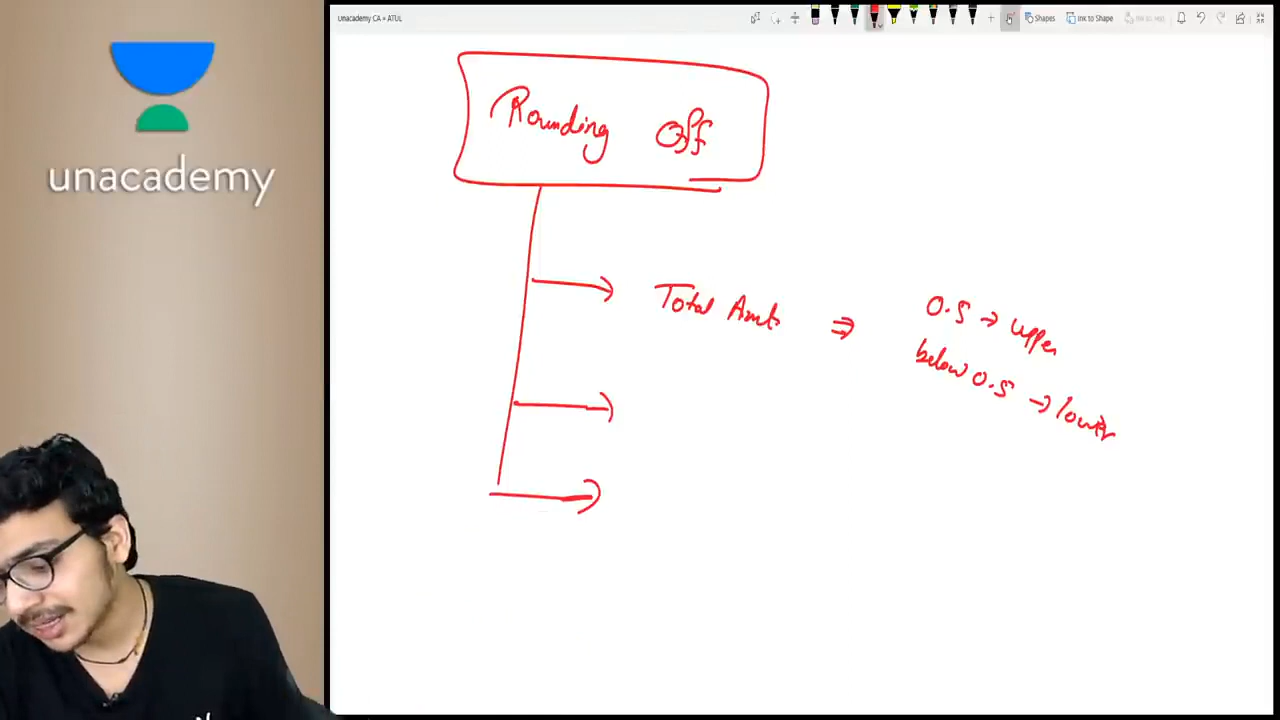 unacademy CA = ATUL
Shapes
Ink to Shape
unacademy
Rounding Off
Total Amt ⇒ 0.5 → upper
below 0.5 → lower